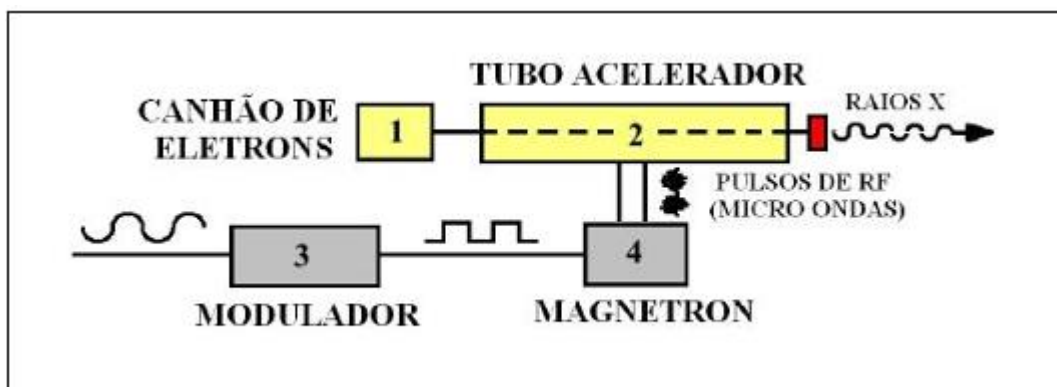 TUBO ACELERADOR
CANHÃO DE
ELETRONS
1
2
RAIOS X
PULSOS DE RF
(MICRO ONDAS)
3
4
MODULADOR
MAGNETRON